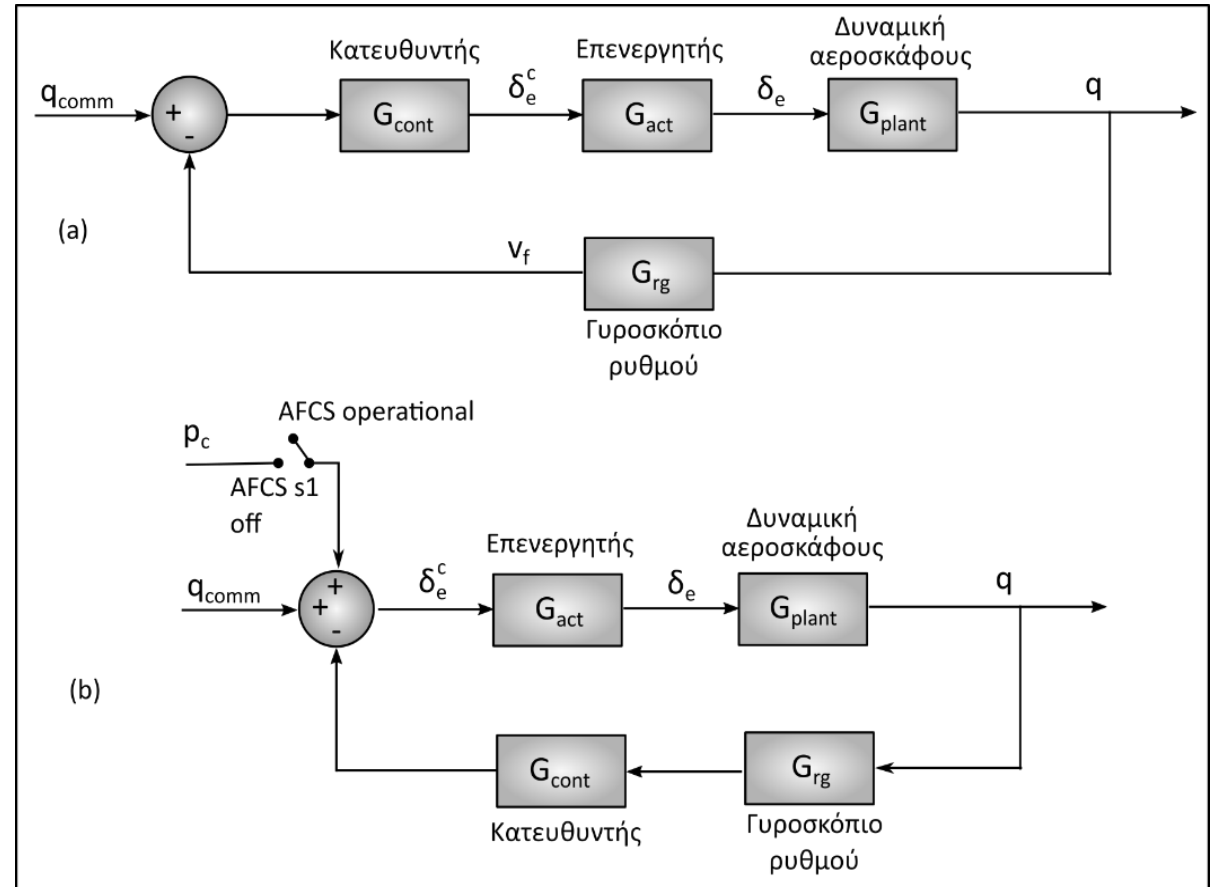 Κατευθυντής
Επενεργητής
Δυναμική
αεροσκάφους
q_comm
+
-
G_cont
δ_e^c
G_act
δ_e
G_plant
q
(a)
v_f
G_rg
Γυροσκόπιο
ρυθμού
AFCS operational
p_c
AFCS s1
off
Επενεργητής
Δυναμική
αεροσκάφους
q_comm
+
+
-
δ_e^c
G_act
δ_e
G_plant
q
(b)
G_cont
G_rg
Κατευθυντής
Γυροσκόπιο
ρυθμού